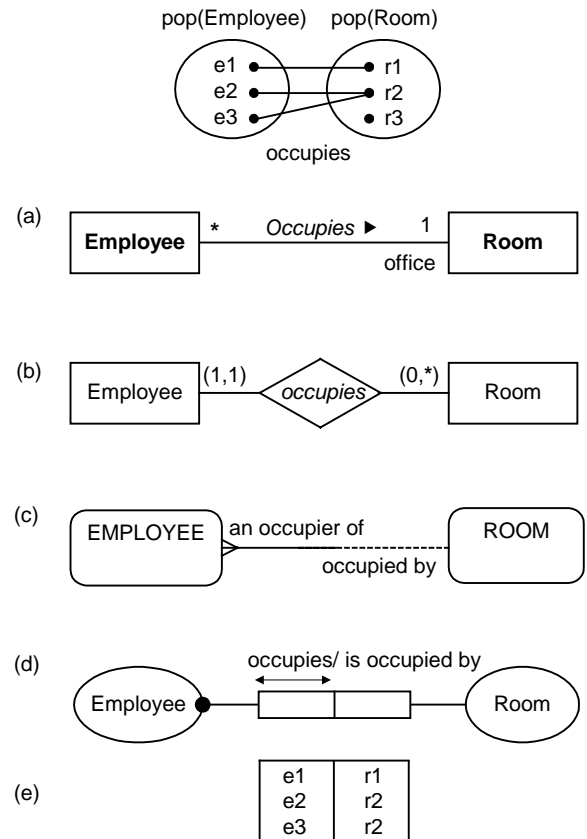 pop(Employee) pop(Room)
e1 r1
e2 r2
e3 r3
occupies
(a)
* Occupies ► 1
Employee Room
office
(b)
(1,1) (0,*)
Employee occupies Room
(c)
EMPLOYEE an occupier of ROOM
occupied by
(d)
occupies/ is occupied by
Employee Room
(e)
e1 r1
e2 r2
e3 r2